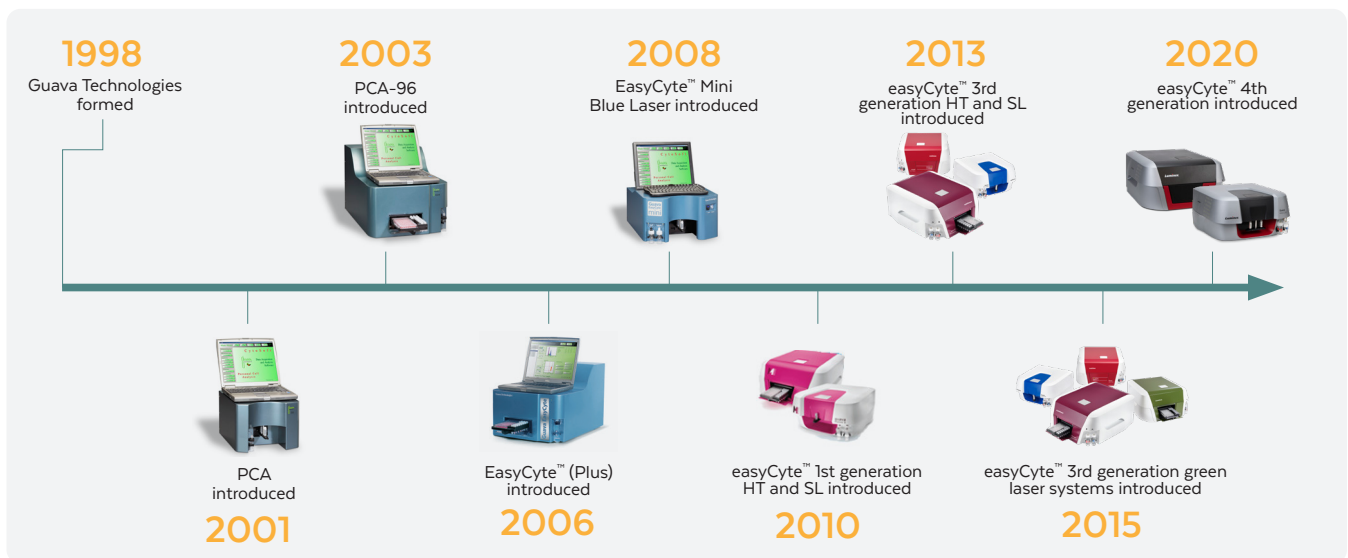 1998
Guava Technologies
formed
2003
PCA-96
introduced
2008
EasyCyte™ Mini
Blue Laser introduced
2013
easyCyte™ 3rd
generation HT and SL
introduced
2020
easyCyte™ 4th
generation introduced
PCA
introduced
2001
EasyCyte™ (Plus)
introduced
2006
easyCyte™ 1st generation
HT and SL introduced
2010
easyCyte™ 3rd generation green
laser systems introduced
2015